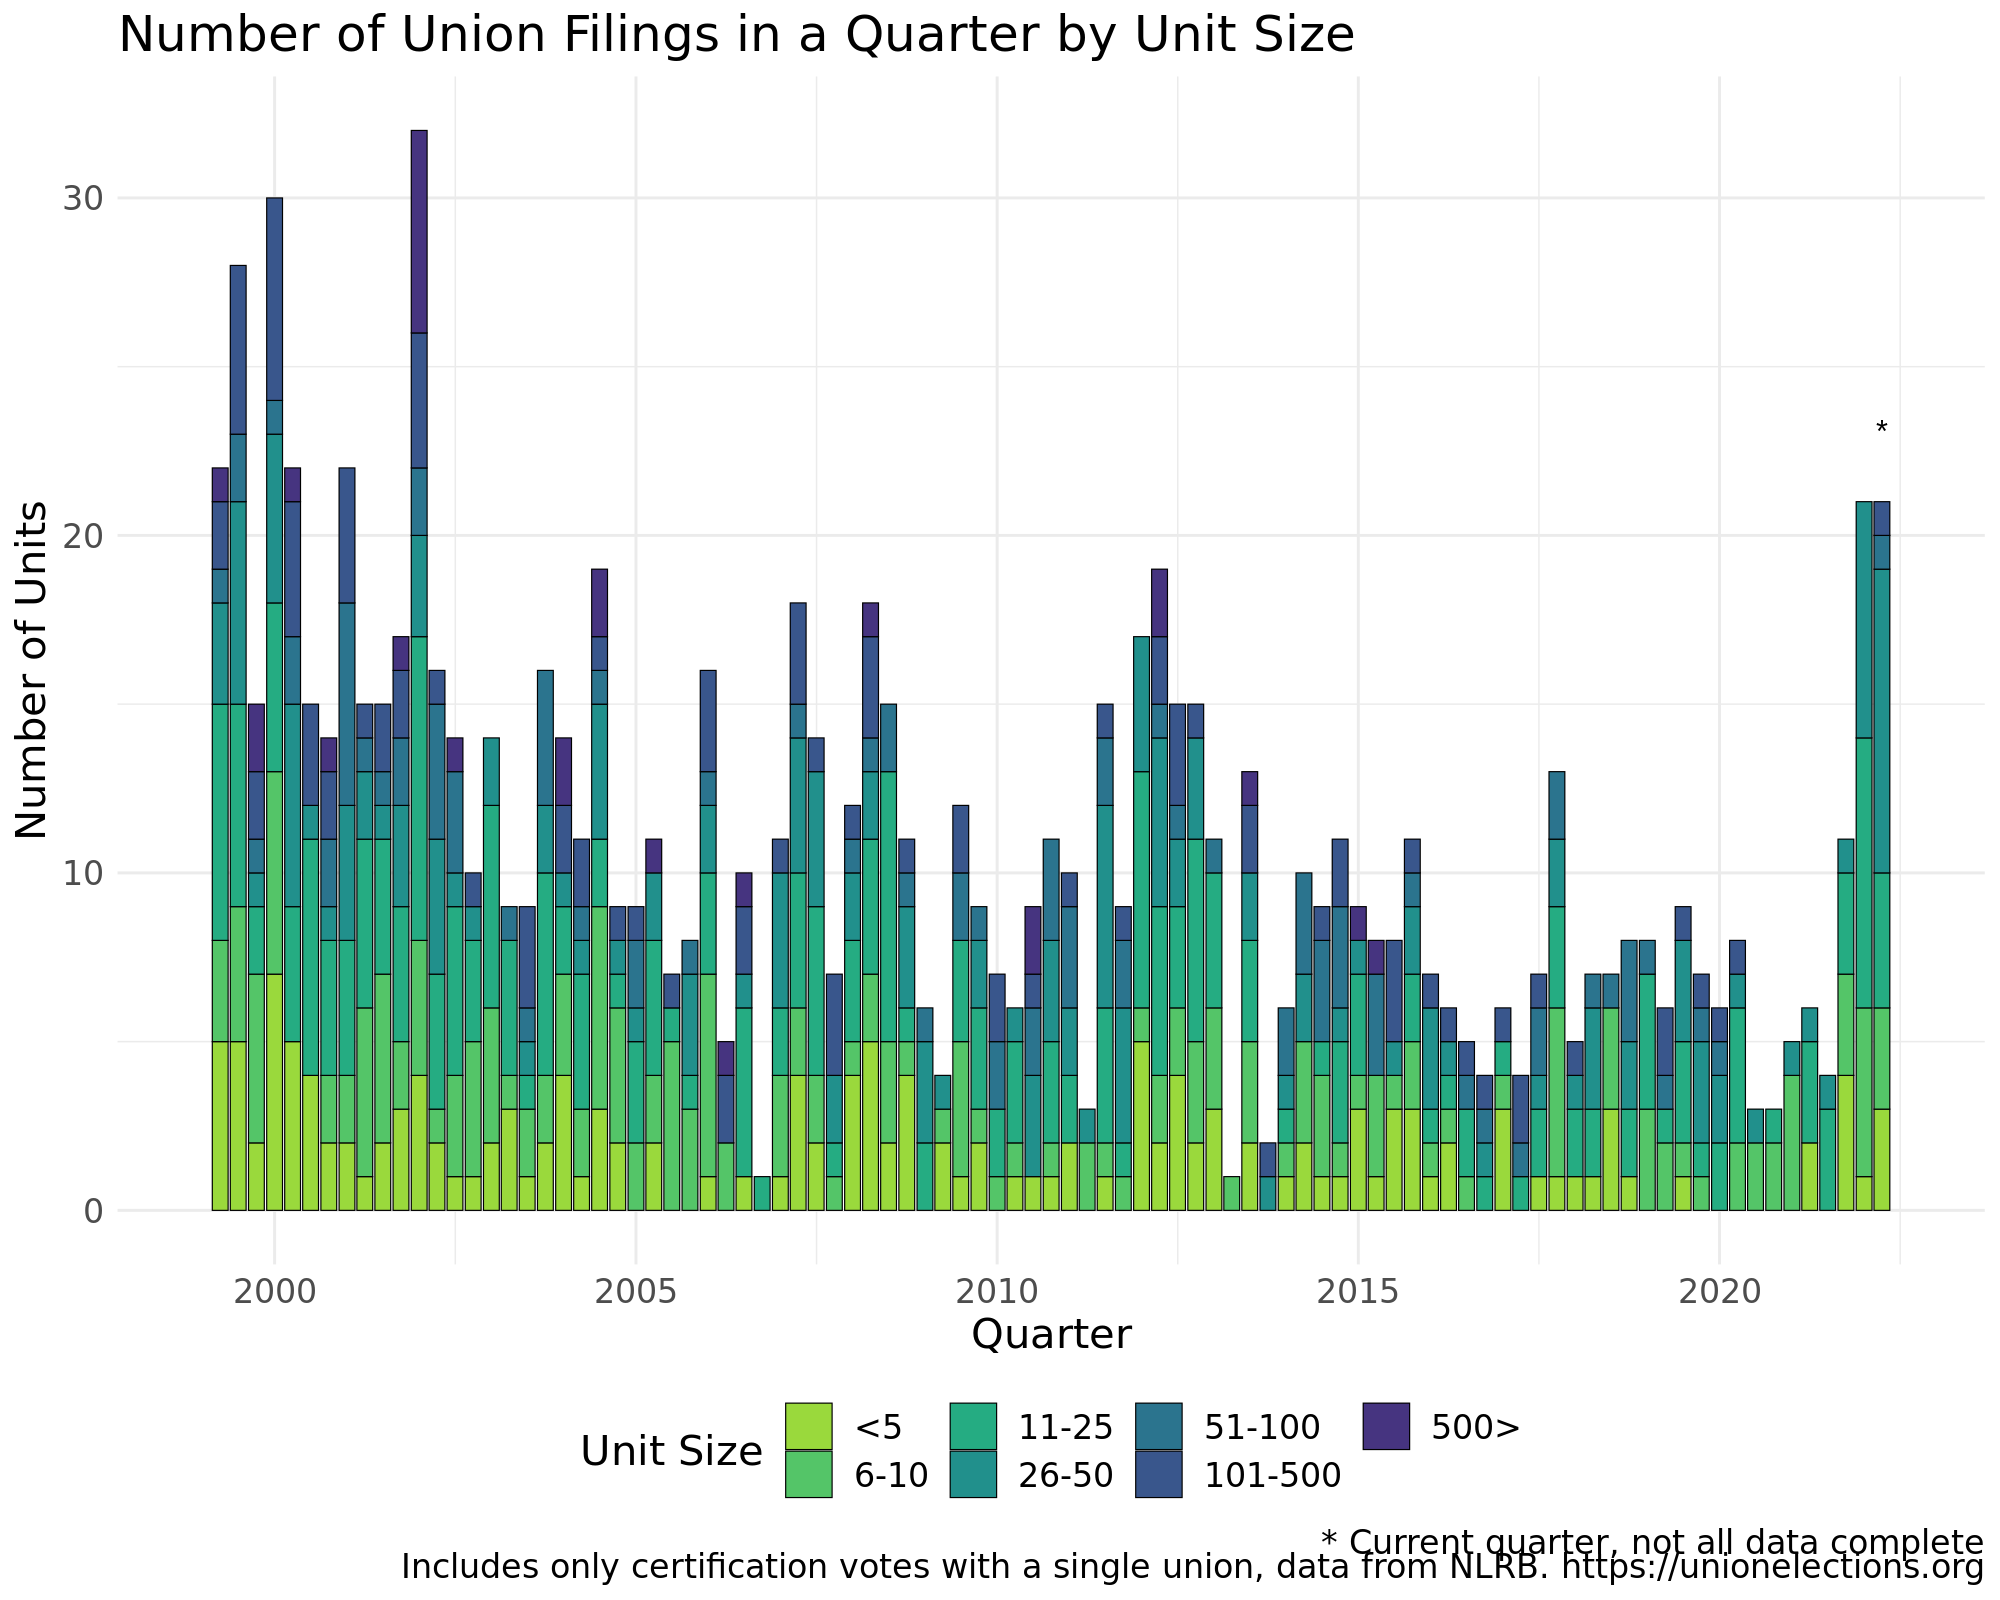 Number of Union Filings in a Quarter by Unit Size
Number of Units
30
20
10
0
*
2000 2005 2010 2015 2020
Quarter
Unit Size
<5 11-25 51-100 500>
6-10 26-50 101-500
* Current quarter, not all data complete
Includes only certification votes with a single union, data from NLRB. https://unionelections.org